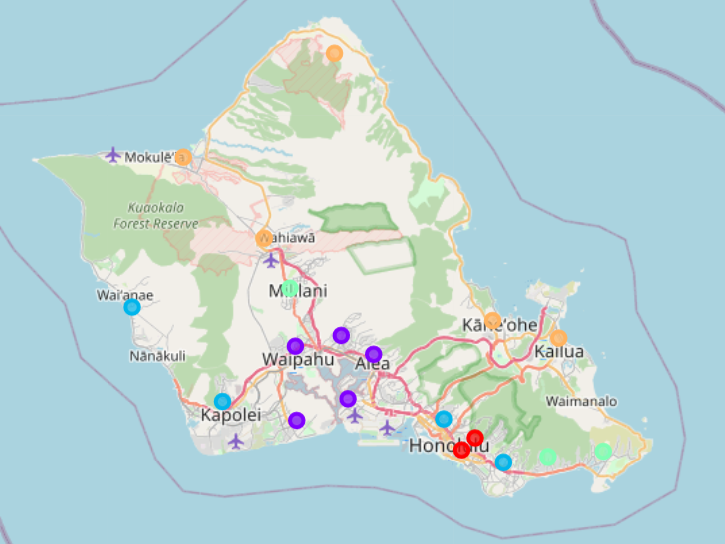 Mokulē'ia
Kuaokala
Forest Reserve
Wahiawā
Wai'anae
Mililani
Kāne'ohe
Nānākuli
Waipahu
Aiea
Kailua
Kapolei
Waimanalo
Honolulu